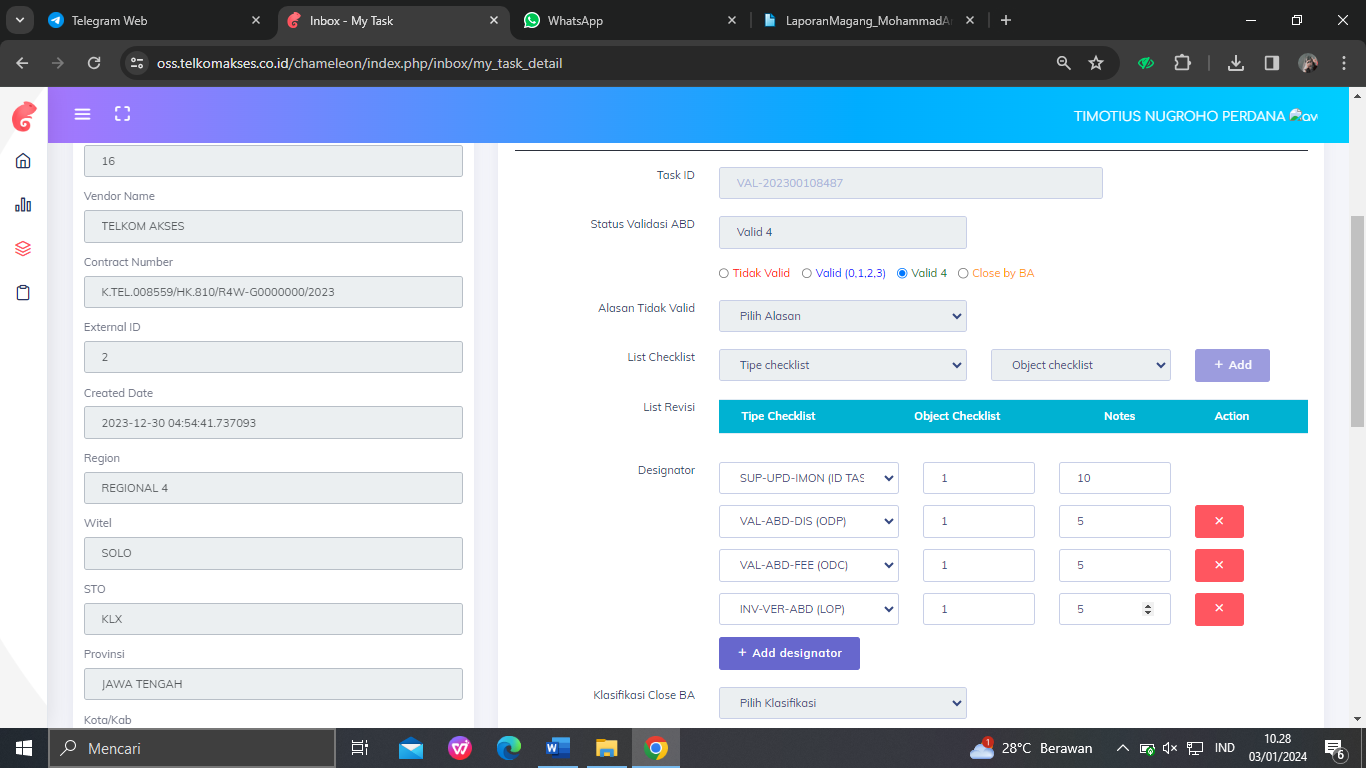 Telegram Web
Inbox - My Task
WhatsApp
LaporanMagang_MohammadAr
oss.telkomakses.co.id/chameleon/index.php/inbox/my_task_detail
TIMOTIUS NUGROHO PERDANA
16
Vendor Name
TELKOM AKSES
Contract Number
K.TEL.008559/HK.810/R4W-G0000000/2023
External ID
2
Created Date
2023-12-30 04:54:41.737093
Region
REGIONAL 4
Witel
SOLO
STO
KLX
Provinsi
JAWA TENGAH
Kota/Kab
Task ID
VAL-202300108487
Status Validasi ABD
Valid 4
Tidak Valid Valid (0,1,2,3) Valid 4 Close by BA
Alasan Tidak Valid
Pilih Alasan
List Checklist
Tipe checklist Object checklist + Add
List Revisi
Tipe Checklist Object Checklist Notes Action
Designator
SUP-UPD-IMON (ID TAS 1 10
VAL-ABD-DIS (ODP) 1 5 ×
VAL-ABD-FEE (ODC) 1 5 ×
INV-VER-ABD (LOP) 1 5 ×
+ Add designator
Klasifikasi Close BA
Pilih Klasifikasi
Mencari
1
28°C Berawan
IND
10.28
03/01/2024
6